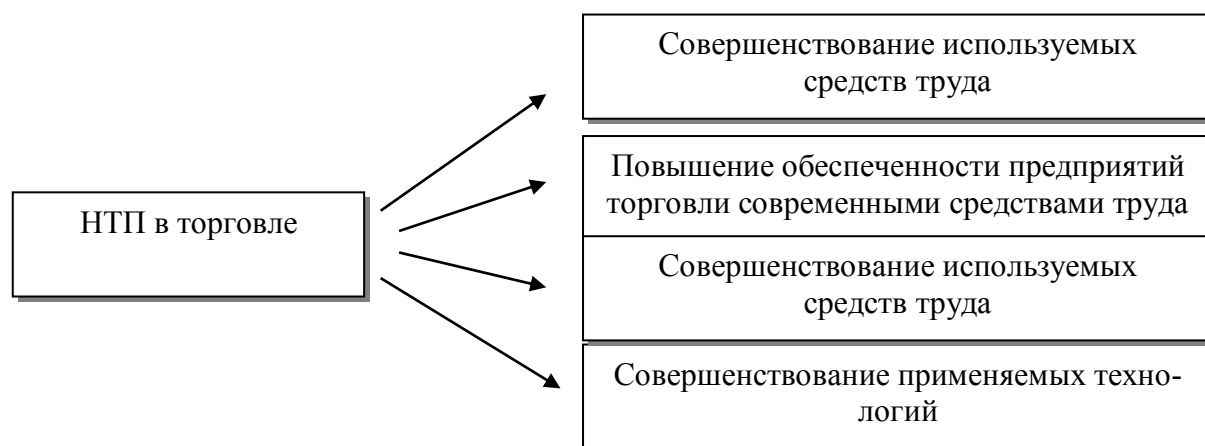 Совершенствование используемых
средств труда
Повышение обеспеченности предприятий
торговли современными средствами труда
НТП в торговле
Совершенствование используемых
средств труда
Совершенствование применяемых техно-
логий